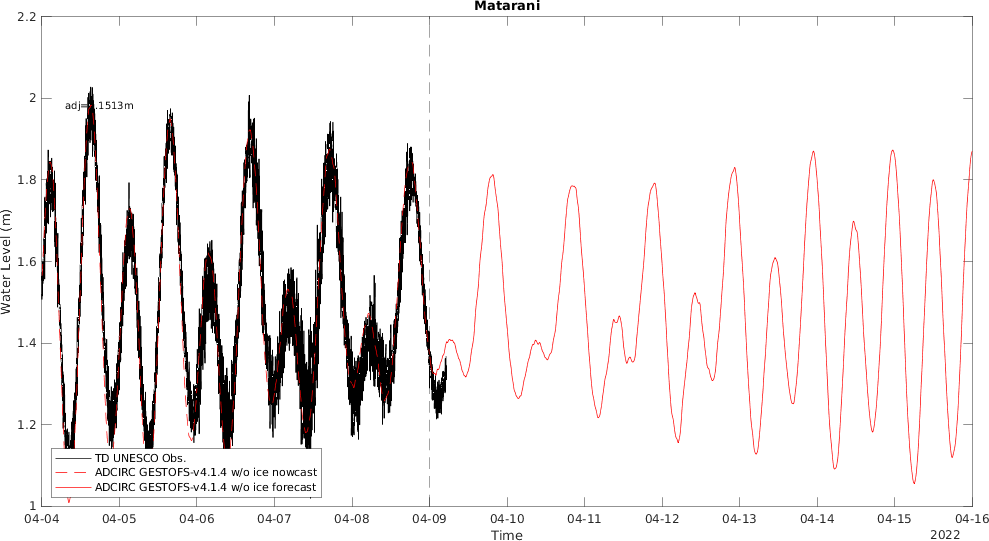 Matarani
2.2
2
1.8
1.6
1.4
1.2
1
Water Level (m)
adj= .1513m
TD UNESCO Obs.
ADCIRC GESTOFS-v4.1.4 w/o ice nowcast
ADCIRC GESTOFS-v4.1.4 w/o ice forecast
04-04 04-05 04-06 04-07 04-08 04-09 04-10 04-11 04-12 04-13 04-14 04-15 04-16
Time
2022